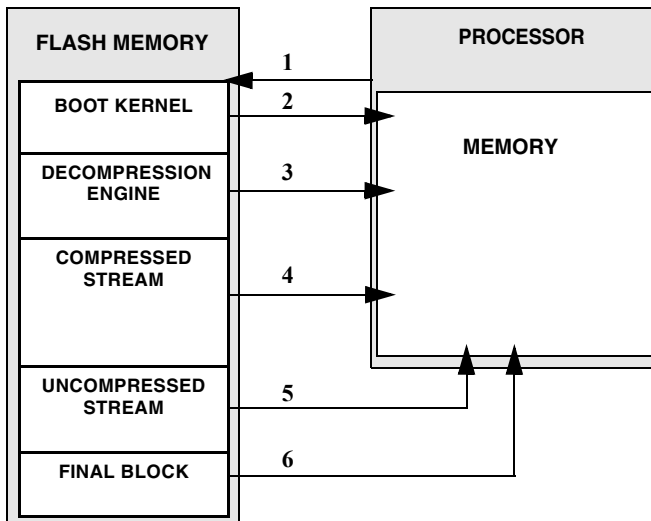 FLASH MEMORY
BOOT KERNEL
DECOMPRESSION
ENGINE
COMPRESSED
STREAM
UNCOMPRESSED
STREAM
FINAL BLOCK
1
2
3
4
5
6
PROCESSOR
MEMORY